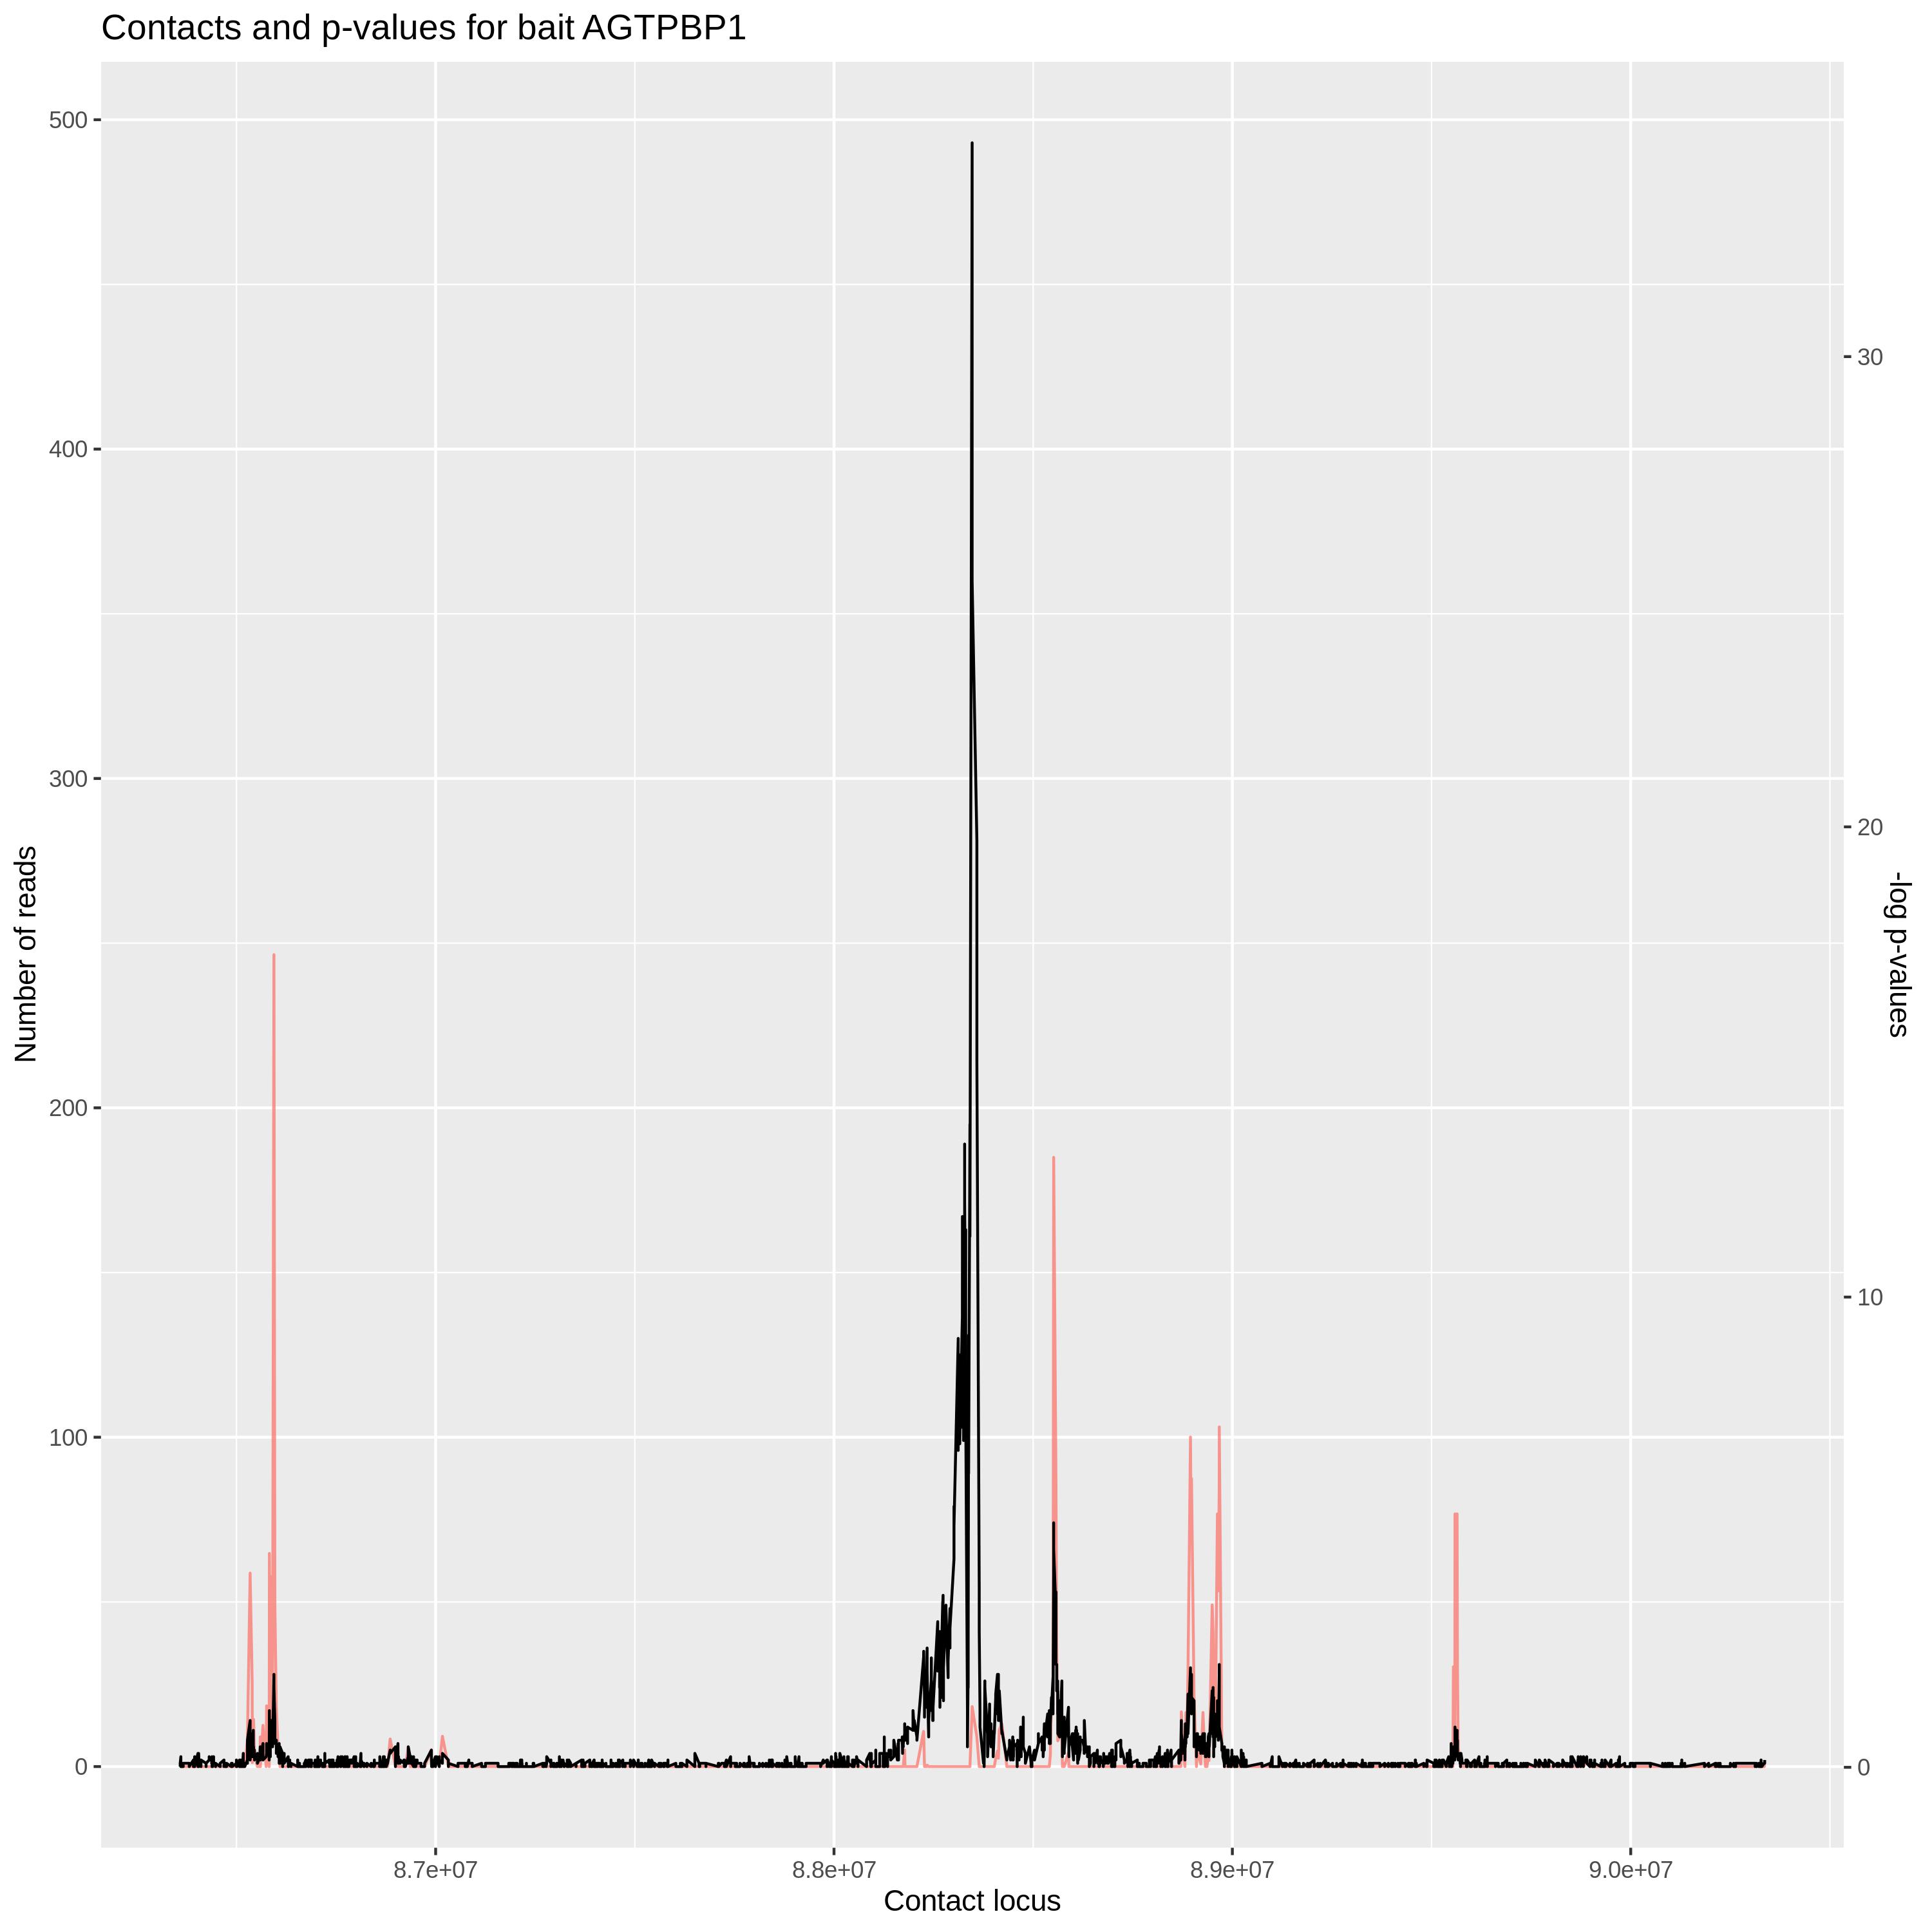 Contacts and p-values for bait AGTPBP1
500
400
300
200
100
0
Number of reads
30
20
10
0
-log p-values
8.7e+07
8.8e+07
8.9e+07
9.0e+07
Contact locus